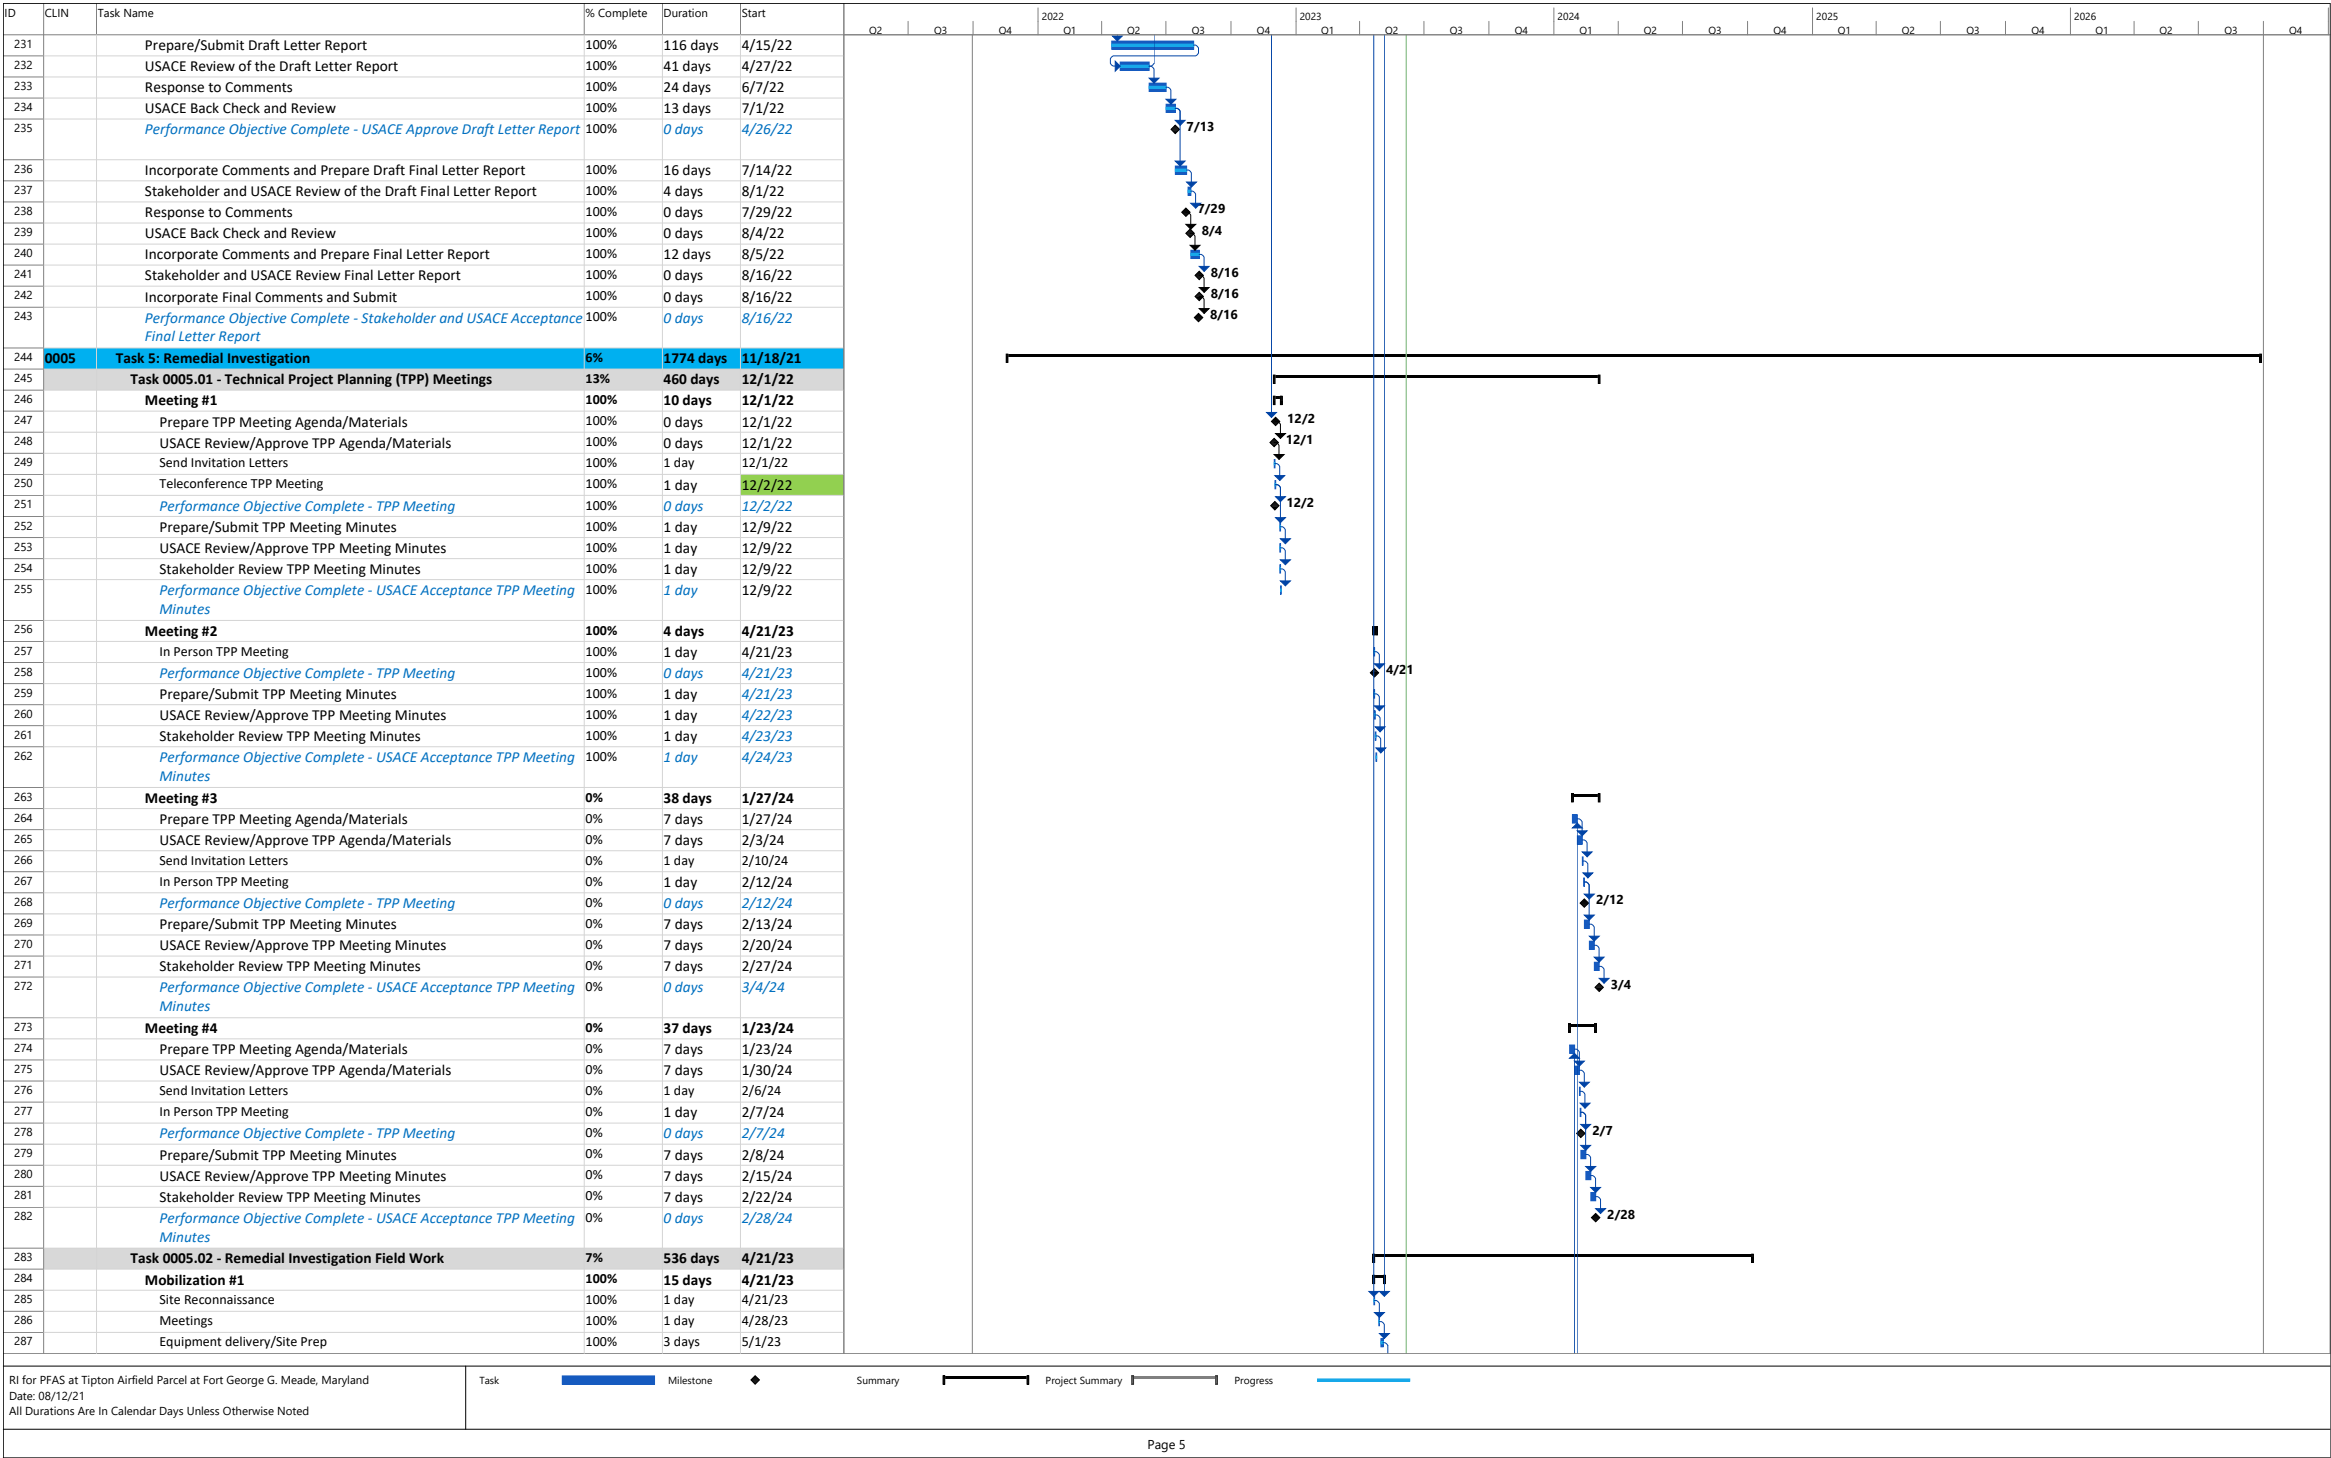 ID CLIN Task Name % Complete Duration Start
2022 2023 2024 2025 2026
Q2 Q3 Q4 Q1 Q2 Q3 Q4 Q1 Q2 Q3 Q4 Q1 Q2 Q3 Q4 Q1 Q2 Q3 Q4 Q1 Q2 Q3 Q4
231 Prepare/Submit Draft Letter Report 100% 116 days 4/15/22
232 USACE Review of the Draft Letter Report 100% 41 days 4/27/22
233 Response to Comments 100% 24 days 6/7/22
234 USACE Back Check and Review 100% 13 days 7/1/22
235 Performance Objective Complete - USACE Approve Draft Letter Report 100% 0 days 4/26/22 7/13
236 Incorporate Comments and Prepare Draft Final Letter Report 100% 16 days 7/14/22
237 Stakeholder and USACE Review of the Draft Final Letter Report 100% 4 days 8/1/22
238 Response to Comments 100% 0 days 7/29/22 7/29
239 USACE Back Check and Review 100% 0 days 8/4/22 8/4
240 Incorporate Comments and Prepare Final Letter Report 100% 12 days 8/5/22
241 Stakeholder and USACE Review Final Letter Report 100% 0 days 8/16/22 8/16
242 Incorporate Final Comments and Submit 100% 0 days 8/16/22 8/16
243 Performance Objective Complete - Stakeholder and USACE Acceptance 100% 0 days 8/16/22 8/16
Final Letter Report
244 0005 Task 5: Remedial Investigation 6% 1774 days 11/18/21
245 Task 0005.01 - Technical Project Planning (TPP) Meetings 13% 460 days 12/1/22
246 Meeting #1 100% 10 days 12/1/22
247 Prepare TPP Meeting Agenda/Materials 100% 0 days 12/1/22 12/2
248 USACE Review/Approve TPP Agenda/Materials 100% 0 days 12/1/22 12/1
249 Send Invitation Letters 100% 1 day 12/1/22
250 Teleconference TPP Meeting 100% 1 day 12/2/22
251 Performance Objective Complete - TPP Meeting 100% 0 days 12/2/22 12/2
252 Prepare/Submit TPP Meeting Minutes 100% 1 day 12/9/22
253 USACE Review/Approve TPP Meeting Minutes 100% 1 day 12/9/22
254 Stakeholder Review TPP Meeting Minutes 100% 1 day 12/9/22
255 Performance Objective Complete - USACE Acceptance TPP Meeting 100% 1 day 12/9/22
Minutes
256 Meeting #2 100% 4 days 4/21/23
257 In Person TPP Meeting 100% 1 day 4/21/23
258 Performance Objective Complete - TPP Meeting 100% 0 days 4/21/23 4/21
259 Prepare/Submit TPP Meeting Minutes 100% 1 day 4/21/23
260 USACE Review/Approve TPP Meeting Minutes 100% 1 day 4/22/23
261 Stakeholder Review TPP Meeting Minutes 100% 1 day 4/23/23
262 Performance Objective Complete - USACE Acceptance TPP Meeting 100% 1 day 4/24/23
Minutes
263 Meeting #3 0% 38 days 1/27/24
264 Prepare TPP Meeting Agenda/Materials 0% 7 days 1/27/24
265 USACE Review/Approve TPP Agenda/Materials 0% 7 days 2/3/24
266 Send Invitation Letters 0% 1 day 2/10/24
267 In Person TPP Meeting 0% 1 day 2/12/24
268 Performance Objective Complete - TPP Meeting 0% 0 days 2/12/24 2/12
269 Prepare/Submit TPP Meeting Minutes 0% 7 days 2/13/24
270 USACE Review/Approve TPP Meeting Minutes 0% 7 days 2/20/24
271 Stakeholder Review TPP Meeting Minutes 0% 7 days 2/27/24
272 Performance Objective Complete - USACE Acceptance TPP Meeting 0% 0 days 3/4/24 3/4
Minutes
273 Meeting #4 0% 37 days 1/23/24
274 Prepare TPP Meeting Agenda/Materials 0% 7 days 1/23/24
275 USACE Review/Approve TPP Agenda/Materials 0% 7 days 1/30/24
276 Send Invitation Letters 0% 1 day 2/6/24
277 In Person TPP Meeting 0% 1 day 2/7/24
278 Performance Objective Complete - TPP Meeting 0% 0 days 2/7/24 2/7
279 Prepare/Submit TPP Meeting Minutes 0% 7 days 2/8/24
280 USACE Review/Approve TPP Meeting Minutes 0% 7 days 2/15/24
281 Stakeholder Review TPP Meeting Minutes 0% 7 days 2/22/24
282 Performance Objective Complete - USACE Acceptance TPP Meeting 0% 0 days 2/28/24 2/28
Minutes
283 Task 0005.02 - Remedial Investigation Field Work 7% 536 days 4/21/23
284 Mobilization #1 100% 15 days 4/21/23
285 Site Reconnaissance 100% 1 day 4/21/23
286 Meetings 100% 1 day 4/28/23
287 Equipment delivery/Site Prep 100% 3 days 5/1/23
RI for PFAS at Tipton Airfield Parcel at Fort George G. Meade, Maryland
Date: 08/12/21
All Durations Are In Calendar Days Unless Otherwise Noted
Task Milestone Summary Project Summary Progress
Page 5